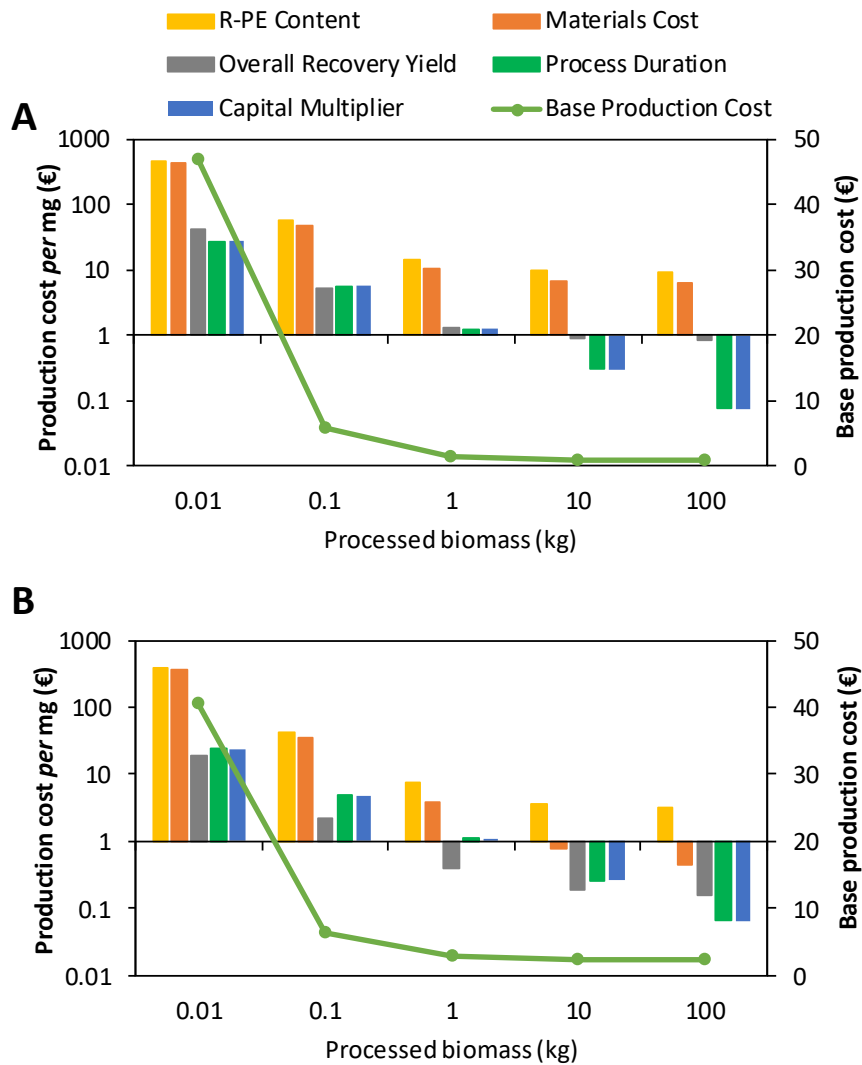 R-PE Content
Materials Cost
Overall Recovery Yield
Process Duration
Capital Multiplier
Base Production Cost
A
1000
100
10
1
0.1
0.01
Production cost per mg (€)
50
40
30
20
10
0
Base production cost (€)
0.01 0.1 1 10 100
Processed biomass (kg)
B
1000
100
10
1
0.1
0.01
Production cost per mg (€)
50
40
30
20
10
0
Base production cost (€)
0.01 0.1 1 10 100
Processed biomass (kg)